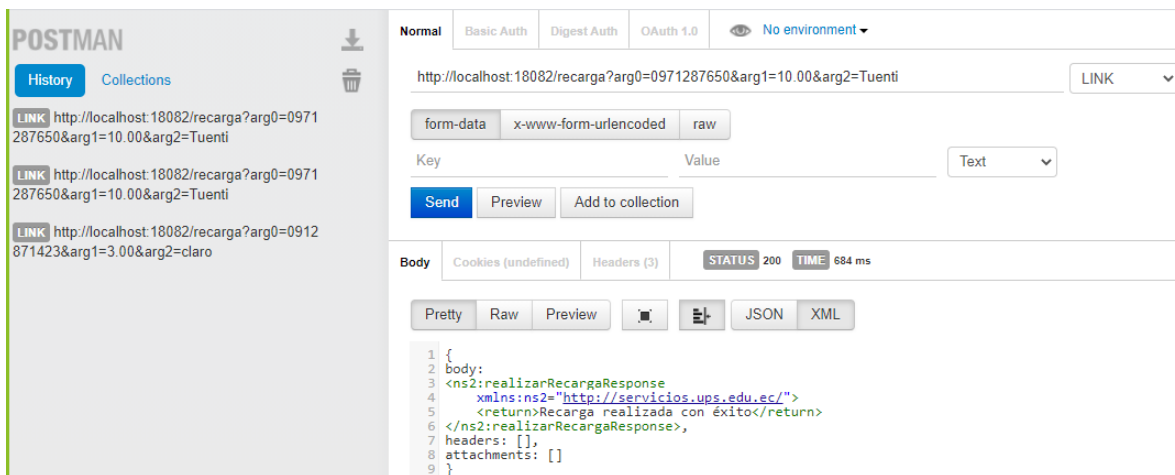 POSTMAN
History Collections
LINK http://localhost:18082/recarga?arg0=0971
287650&arg1=10.00&arg2=Tuenti
LINK http://localhost:18082/recarga?arg0=0971
287650&arg1=10.00&arg2=Tuenti
LINK http://localhost:18082/recarga?arg0=0912
871423&arg1=3.00&arg2=claro
Normal Basic Auth Digest Auth OAuth 1.0 No environment
http://localhost:18082/recarga?arg0=0971287650&arg1=10.00&arg2=Tuenti LINK
form-data x-www-form-urlencoded raw
Key Value Text
Send Preview Add to collection
Body Cookies (undefined) Headers (3) STATUS 200 TIME 684 ms
Pretty Raw Preview JSON XML
1 {
2 body:
3 <ns2:realizarRecargaResponse
4 xmlns:ns2="http://servicios.ups.edu.ec/">
5 <return>Recarga realizada con éxito</return>
6 </ns2:realizarRecargaResponse>,
7 headers: [],
8 attachments: []
9 }